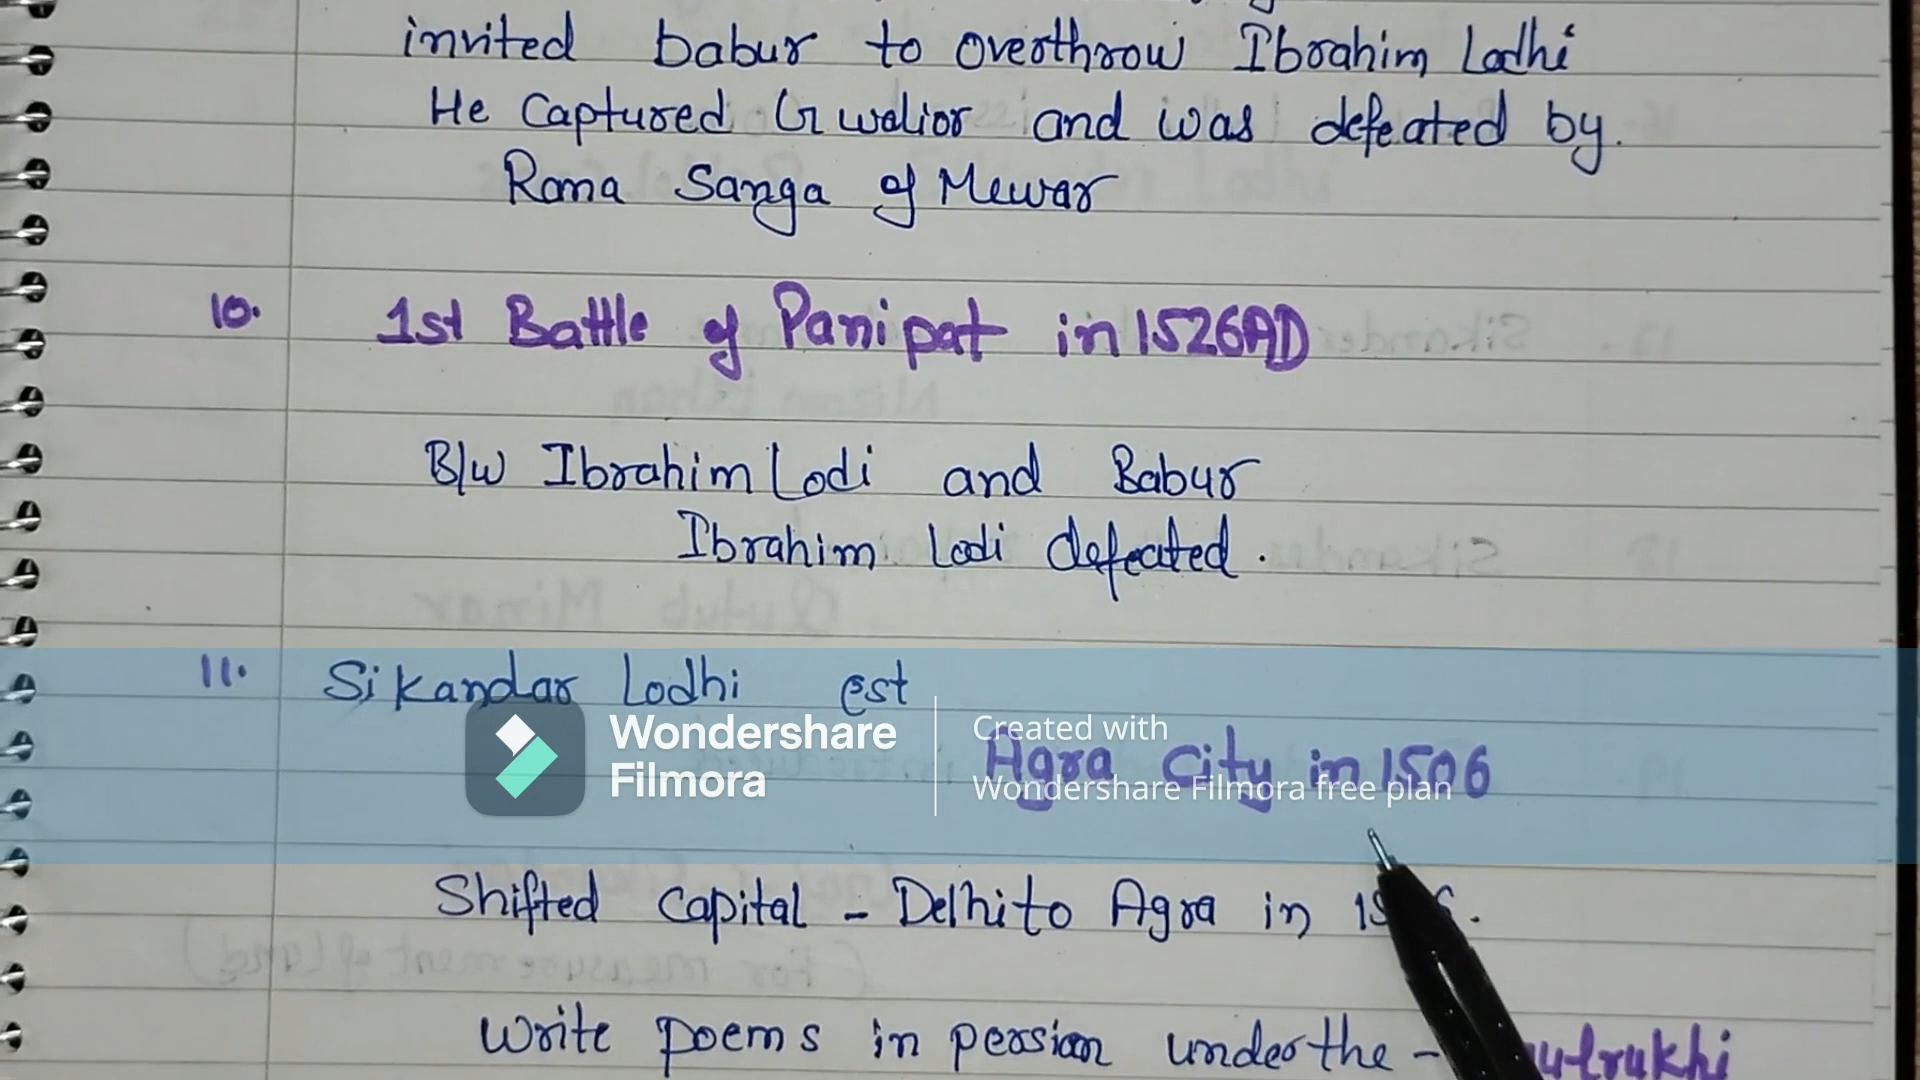 invited babur to overthrow Ibrahim Lodhi
He Captured Gwalior and was defeated by.
Rana Sanga of Mewar
10. 1st Battle of Panipat in 1526AD
B/w Ibrahim Lodi and Babur
Ibrahim Lodi defeated.
11. Sikandar Lodhi est
Agra City in 1506
Wondershare
Filmora
Created with
Wondershare Filmora free plan
Shifted Capital - Delhi to Agra in
Write poems in persian under the -